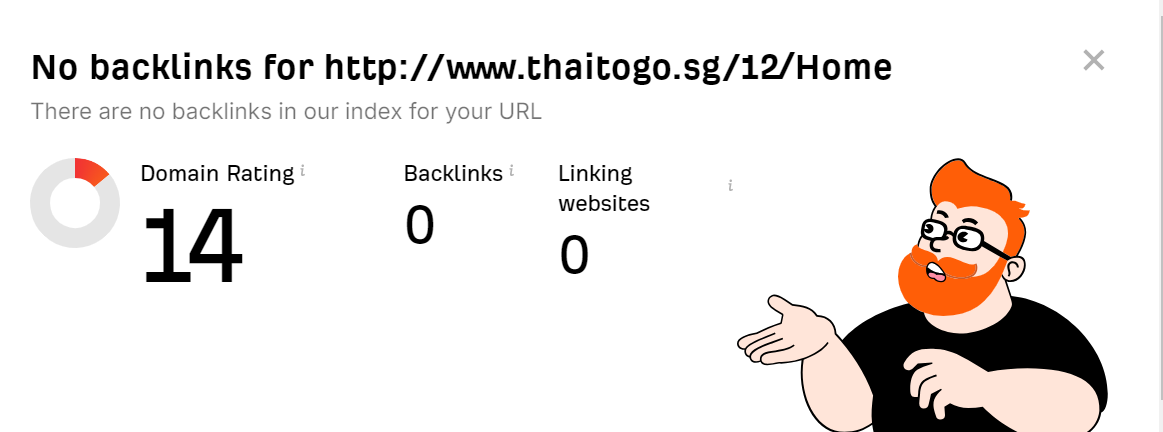 No backlinks for http://www.thaitogo.sg/12/Home
There are no backlinks in our index for your URL
Domain Rating i
14
Backlinks i
0
Linking
websites i
0